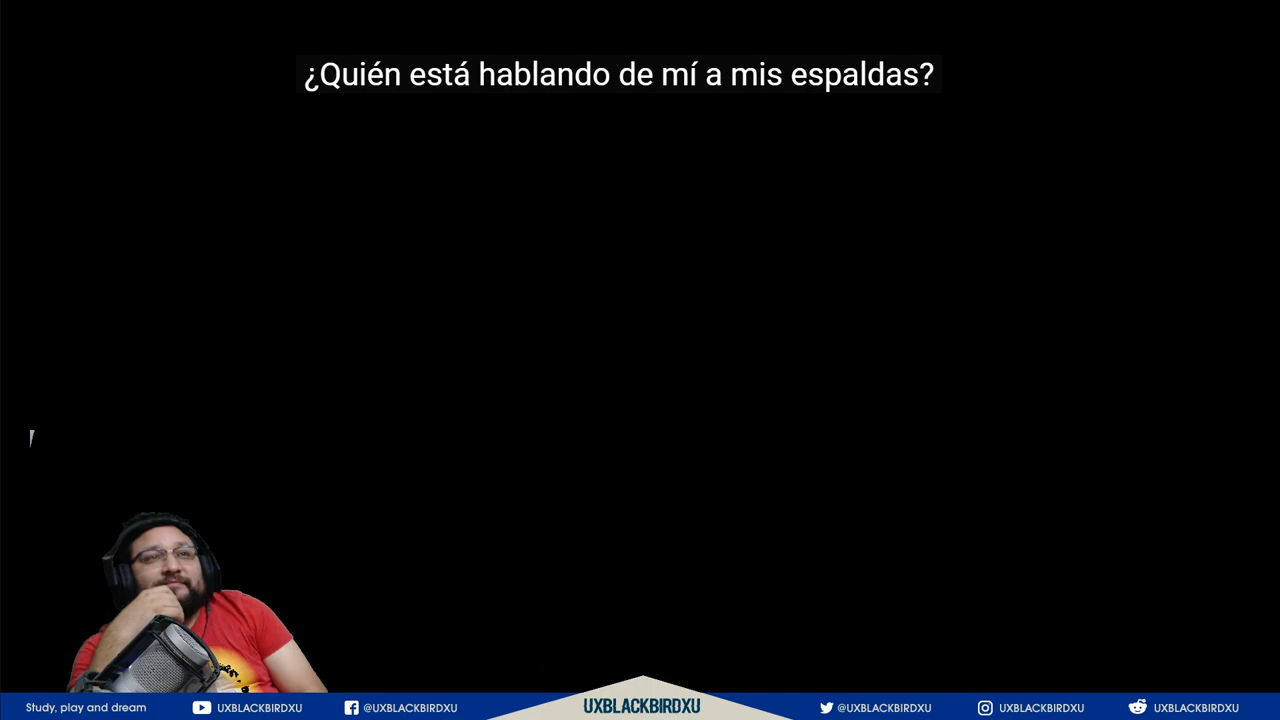 ¿Quién está hablando de mí a mis espaldas?
Study, play and dream
UXBLACKBIRDXU
@UXBLACKBIRDXU
UXBLACKBIRDXU
@UXBLACKBIRDXU
UXBLACKBIRDXU
UXBLACKBIRDXU